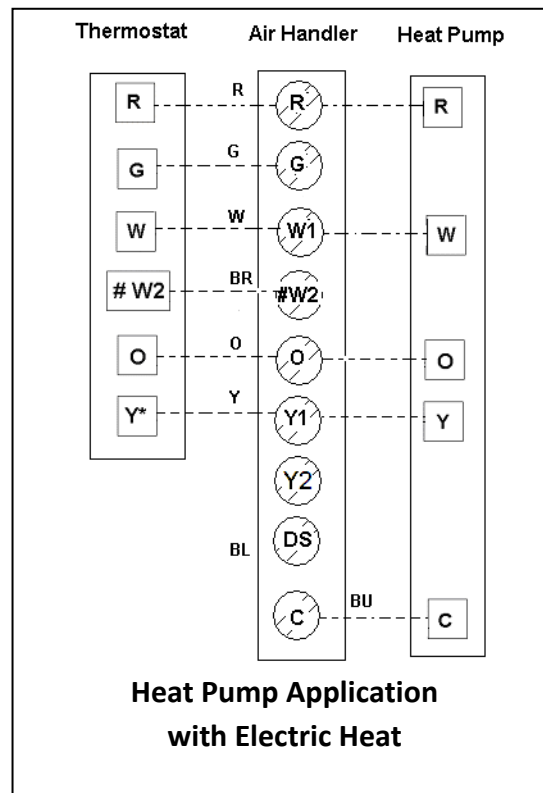 Thermostat Air Handler Heat Pump
R R R R
G G G
W W W1 W
# W2 BR #W2
O O O O
Y* Y Y1 Y
Y2
BL DS
C BU C
Heat Pump Application
with Electric Heat